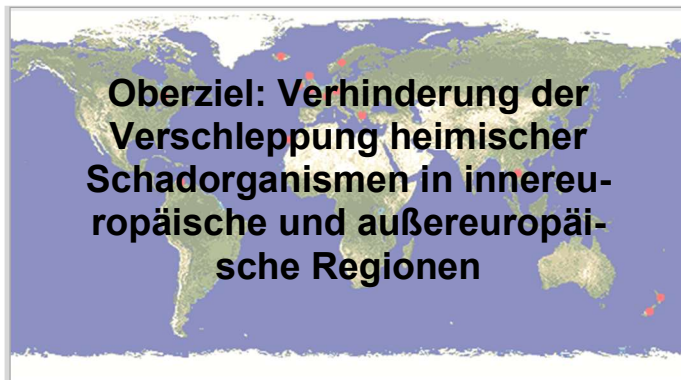 Oberziel: Verhinderung der
Verschleppung heimischer
Schadorganismen in innereu-
ropäische und außereuropäi-
sche Regionen